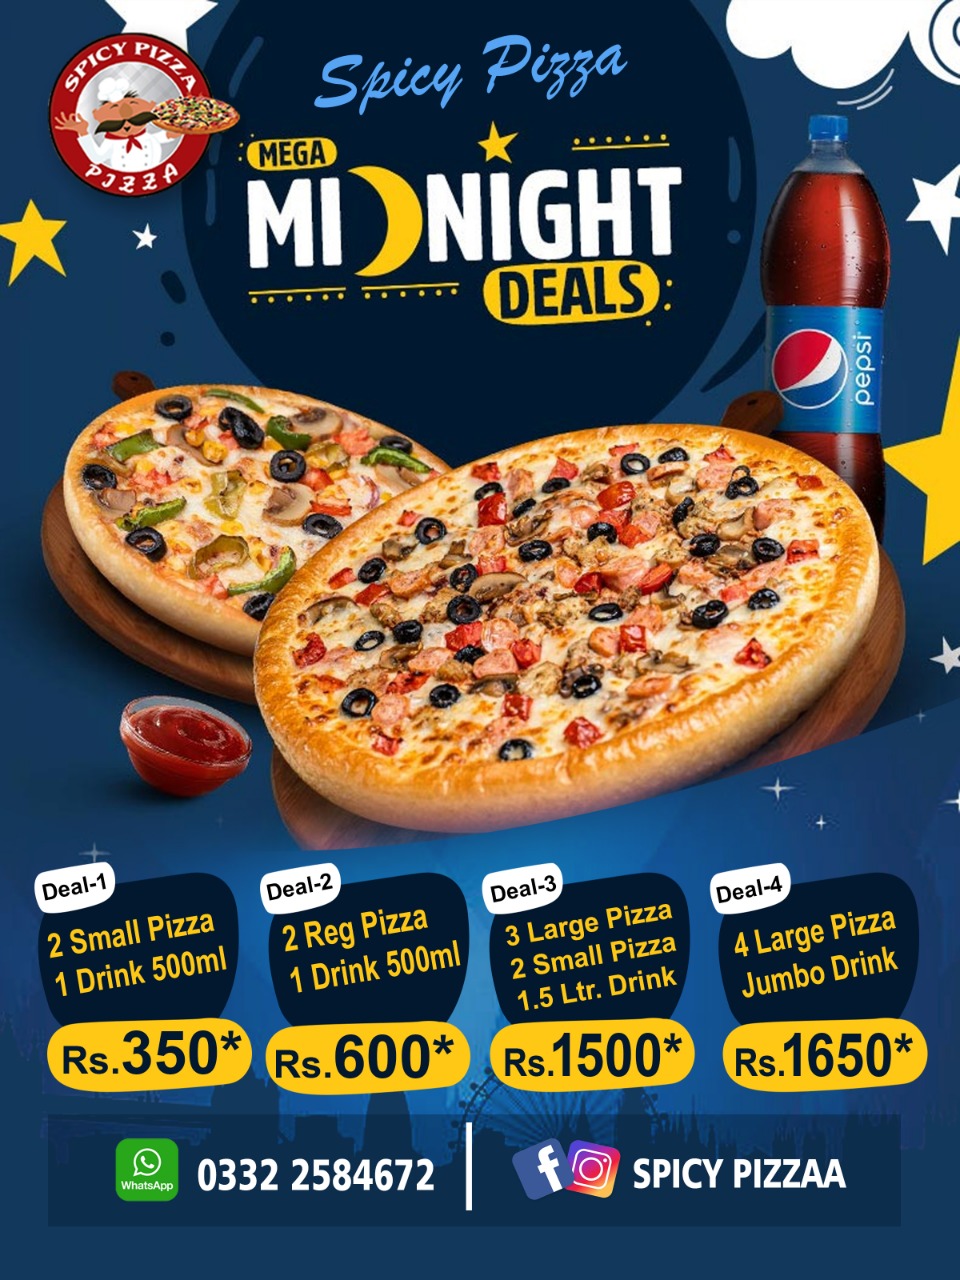 SPICY PIZZA
PIZZA
Spicy Pizza
MEGA
MIDNIGHT
DEALS
pepsi
Deal-1
2 Small Pizza
1 Drink 500ml
Rs.350*
Deal-2
2 Reg Pizza
1 Drink 500ml
Rs.600*
Deal-3
3 Large Pizza
2 Small Pizza
1.5 Ltr. Drink
Rs.1500*
Deal-4
4 Large Pizza
Jumbo Drink
Rs.1650*
WhatsApp
0332 2584672
f
SPICY PIZZAA